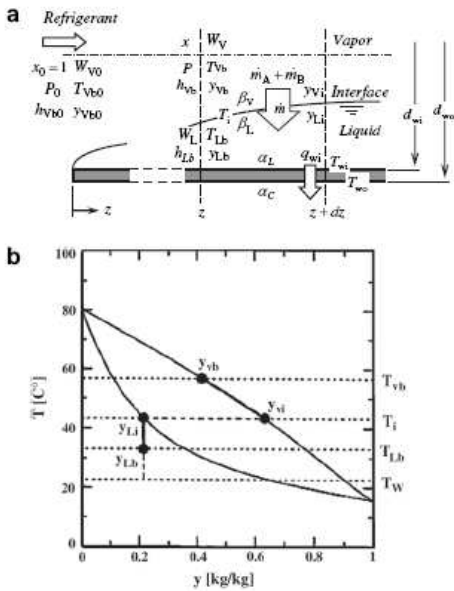 a
Refrigerant
x W_V Vapor
x_0 = 1 W_V0 P T_Vb ṁ_A + ṁ_B
P_0 T_Vb0 h_Vb y_Vb β_V ṁ y_Vi Interface d_wi d_wo
h_Vb0 y_Vb0 T_i β_L y_Li Liquid
W_L T_Lb
h_Lb y_Lb α_L q_wi T_wi
α_C T_wo
z z z + dz
b
100
80
60
40
20
0
T [C°]
y_vb
y_vi
y_Li
y_Lb
T_vb
T_i
T_Lb
T_W
0 0.2 0.4 0.6 0.8 1
y [kg/kg]